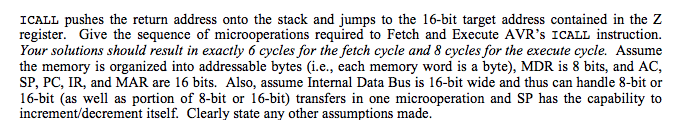 ICALL pushes the return address onto the stack and jumps to the 16-bit target address contained in the Z
register. Give the sequence of microoperations required to Fetch and Execute AVR's ICALL instruction.
Your solutions should result in exactly 6 cycles for the fetch cycle and 8 cycles for the execute cycle. Assume
the memory is organized into addressable bytes (i.e., each memory word is a byte), MDR is 8 bits, and AC,
SP, PC, IR, and MAR are 16 bits. Also, assume Internal Data Bus is 16-bit wide and thus can handle 8-bit or
16-bit (as well as portion of 8-bit or 16-bit) transfers in one microoperation and SP has the capability to
increment/decrement itself. Clearly state any other assumptions made.